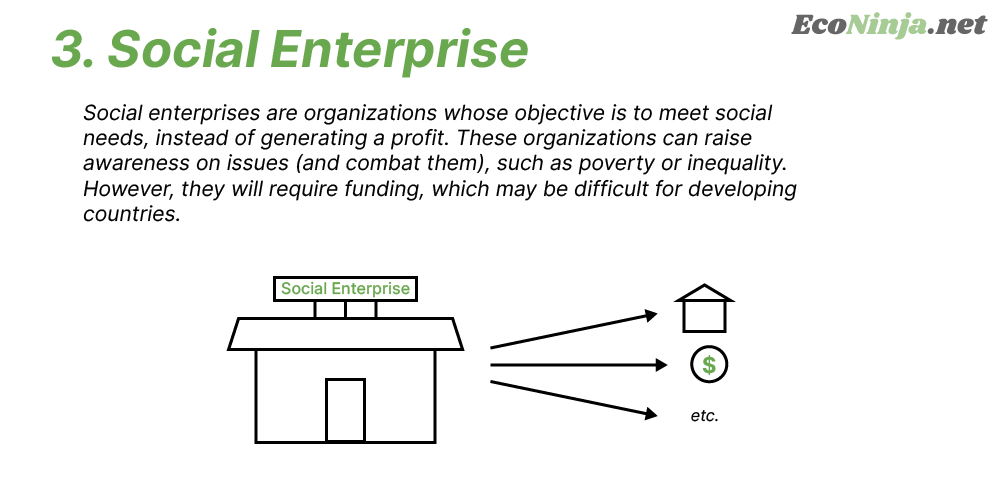 EcoNinja.net
3. Social Enterprise
Social enterprises are organizations whose objective is to meet social
needs, instead of generating a profit. These organizations can raise
awareness on issues (and combat them), such as poverty or inequality.
However, they will require funding, which may be difficult for developing
countries.
Social Enterprise
$
etc.